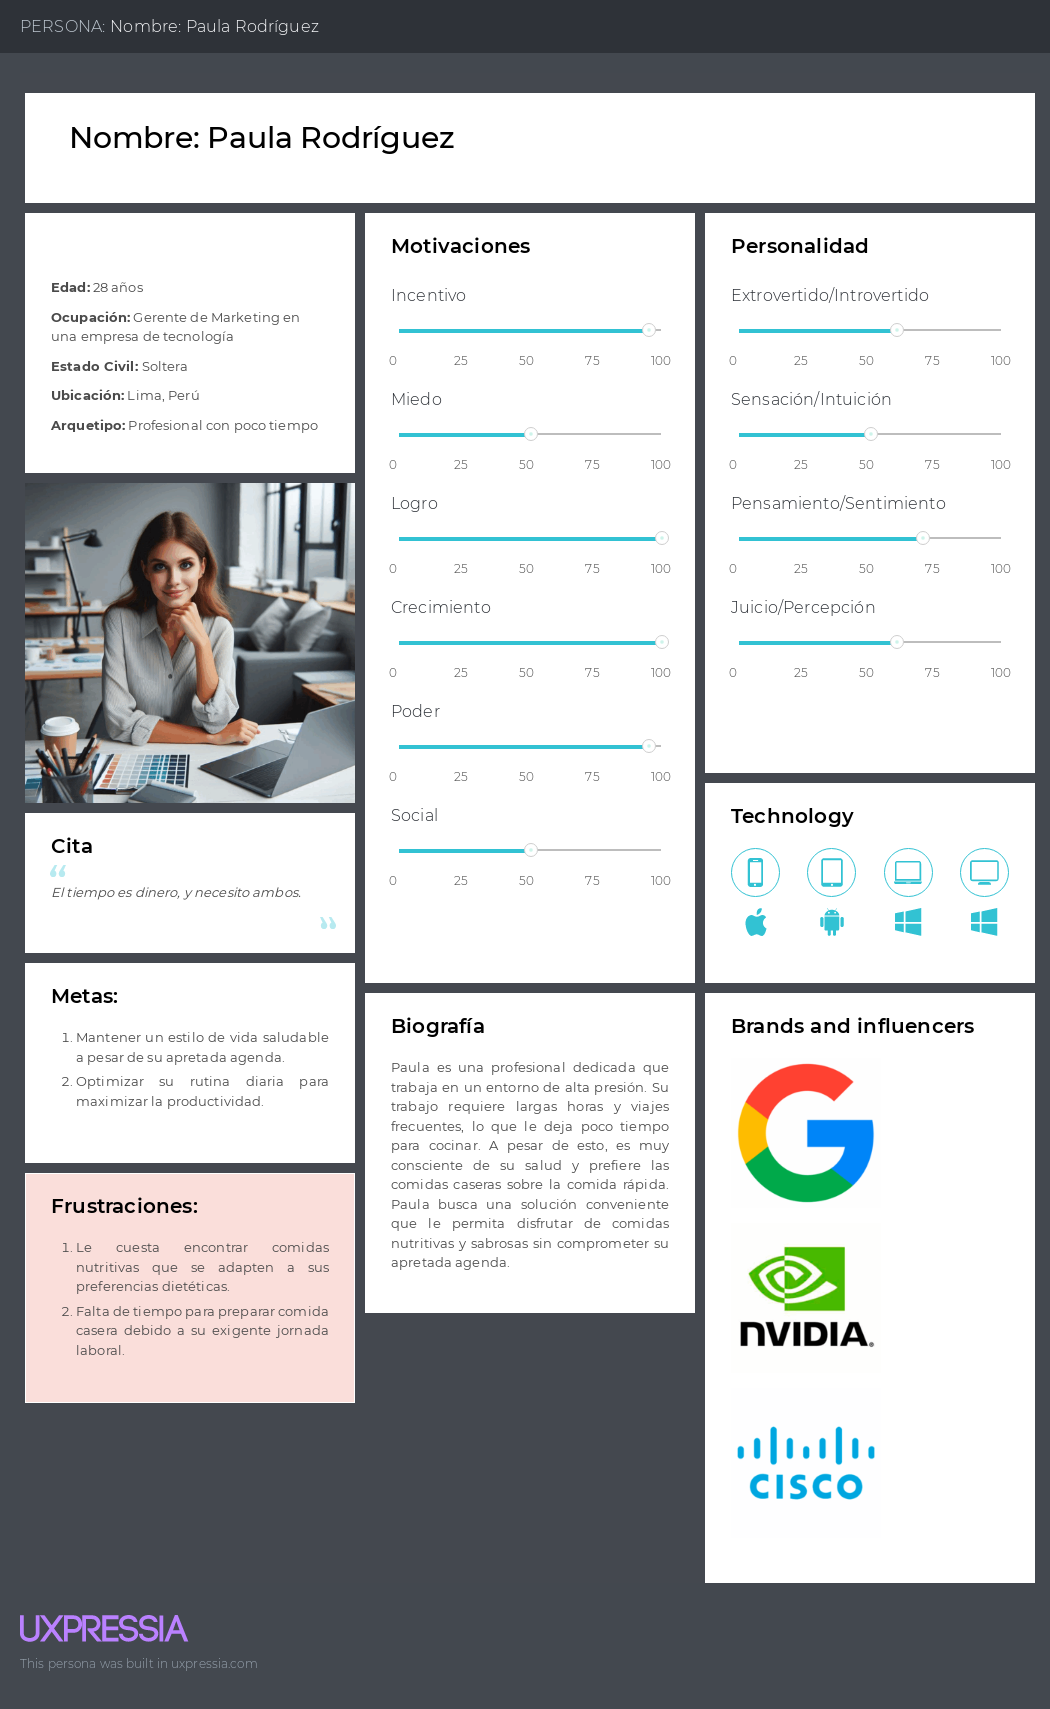 PERSONA: Nombre: Paula Rodríguez
Nombre: Paula Rodríguez
Edad: 28 años
Ocupación: Gerente de Marketing en
una empresa de tecnología
Estado Civil: Soltera
Ubicación: Lima, Perú
Arquetipo: Profesional con poco tiempo
Cita
“
El tiempo es dinero, y necesito ambos.
”
Metas:
1. Mantener un estilo de vida saludable
a pesar de su apretada agenda.
2. Optimizar su rutina diaria para
maximizar la productividad.
Frustraciones:
1. Le cuesta encontrar comidas
nutritivas que se adapten a sus
preferencias dietéticas.
2. Falta de tiempo para preparar comida
casera debido a su exigente jornada
laboral.
Motivaciones
Incentivo
0 25 50 75 100
Miedo
0 25 50 75 100
Logro
0 25 50 75 100
Crecimiento
0 25 50 75 100
Poder
0 25 50 75 100
Social
0 25 50 75 100
Biografía
Paula es una profesional dedicada que
trabaja en un entorno de alta presión. Su
trabajo requiere largas horas y viajes
frecuentes, lo que le deja poco tiempo
para cocinar. A pesar de esto, es muy
consciente de su salud y prefiere las
comidas caseras sobre la comida rápida.
Paula busca una solución conveniente
que le permita disfrutar de comidas
nutritivas y sabrosas sin comprometer su
apretada agenda.
Personalidad
Extrovertido/Introvertido
0 25 50 75 100
Sensación/Intuición
0 25 50 75 100
Pensamiento/Sentimiento
0 25 50 75 100
Juicio/Percepción
0 25 50 75 100
Technology
Brands and influencers
G
NVIDIA®
CISCO
UXPRESSIA
This persona was built in uxpressia.com